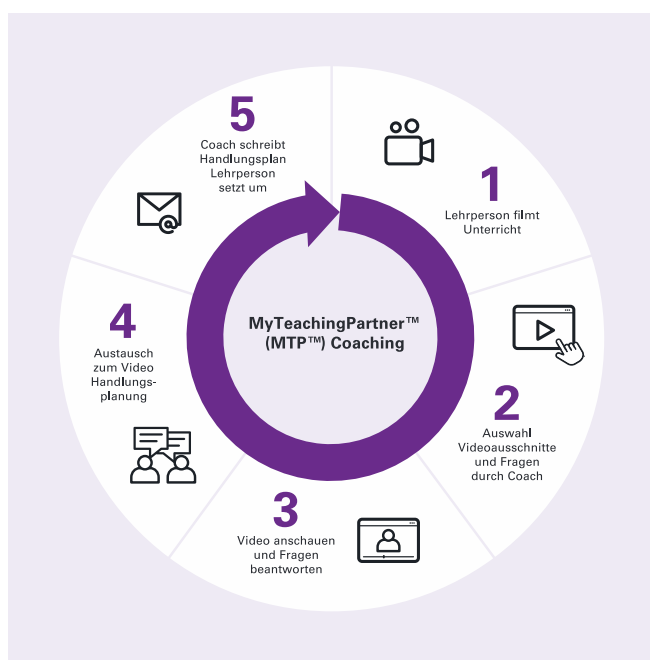 5
Coach schreibt
Handlungsplan
Lehrperson
setzt um
1
Lehrperson filmt
Unterricht
MyTeachingPartner™
(MTP™) Coaching
4
Austausch
zum Video
Handlungs-
planung
2
Auswahl
Videoausschnitte
und Fragen
durch Coach
3
Video anschauen
und Fragen
beantworten